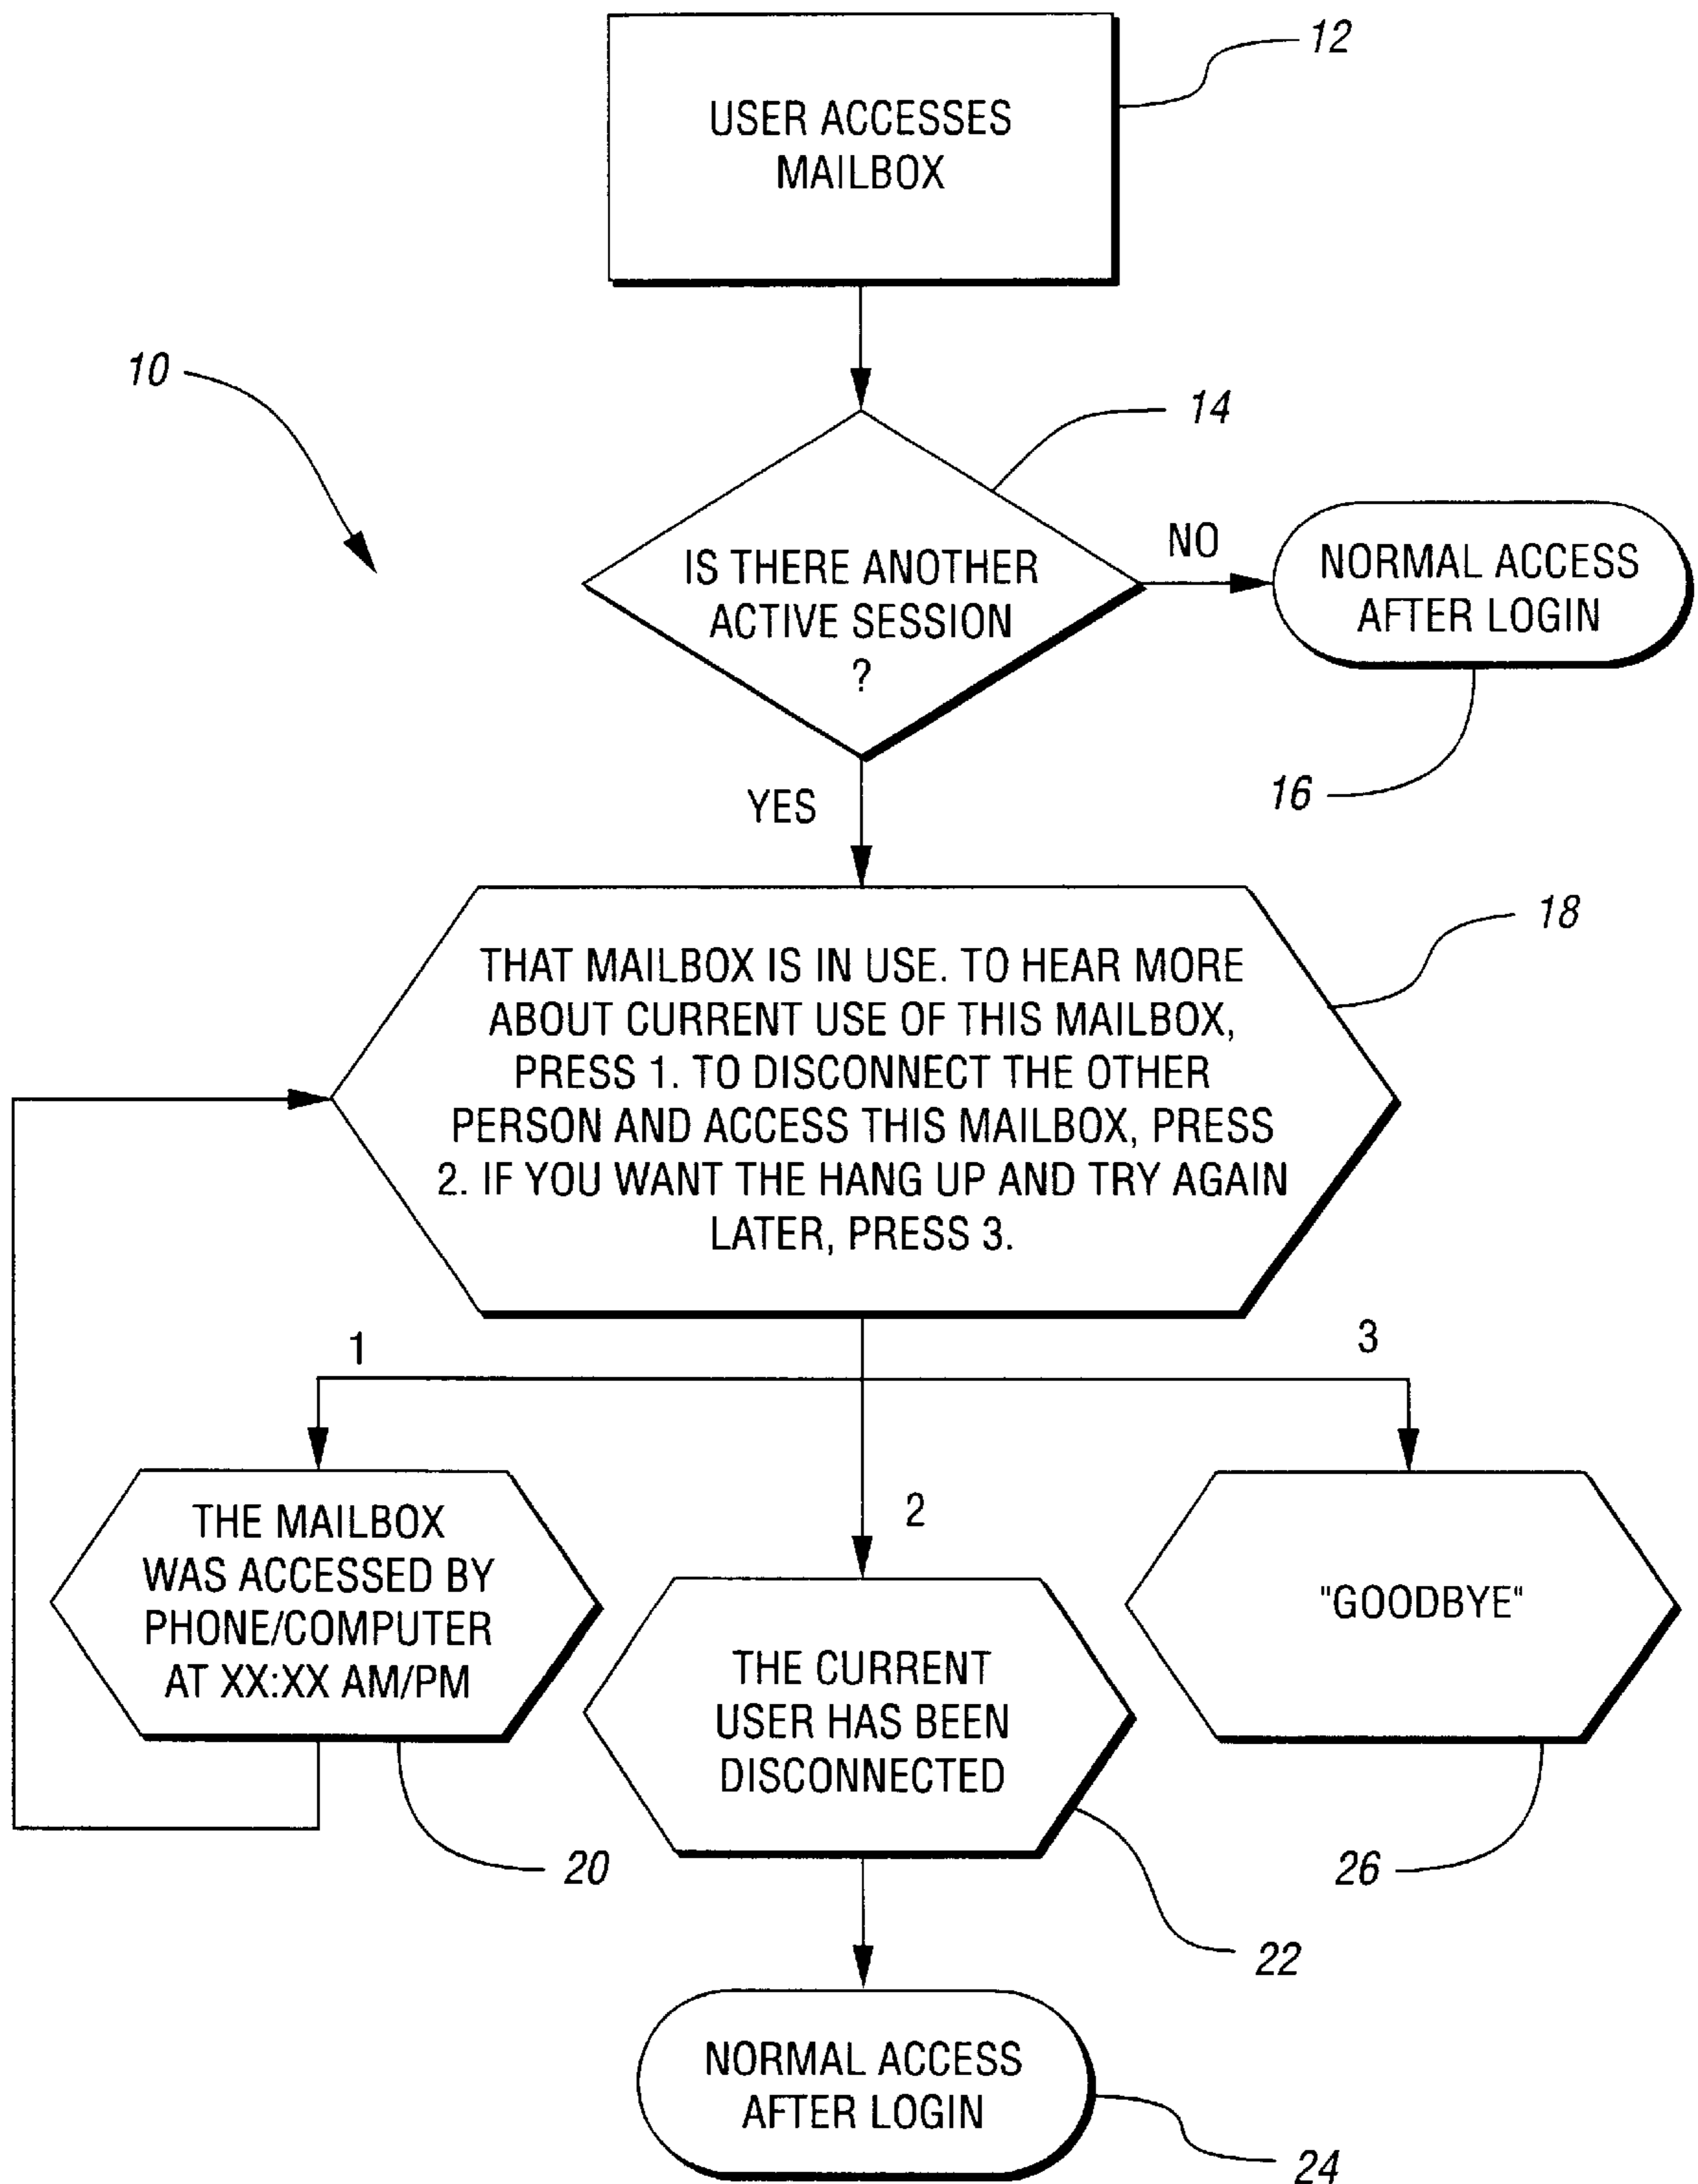 12
USER ACCESSES
MAILBOX
10
14
IS THERE ANOTHER
ACTIVE SESSION
?
NO
NORMAL ACCESS
AFTER LOGIN
16
YES
18
THAT MAILBOX IS IN USE. TO HEAR MORE
ABOUT CURRENT USE OF THIS MAILBOX,
PRESS 1. TO DISCONNECT THE OTHER
PERSON AND ACCESS THIS MAILBOX, PRESS
2. IF YOU WANT THE HANG UP AND TRY AGAIN
LATER, PRESS 3.
1
3
2
THE MAILBOX
WAS ACCESSED BY
PHONE/COMPUTER
AT XX:XX AM/PM
20
THE CURRENT
USER HAS BEEN
DISCONNECTED
22
"GOODBYE"
26
NORMAL ACCESS
AFTER LOGIN
24